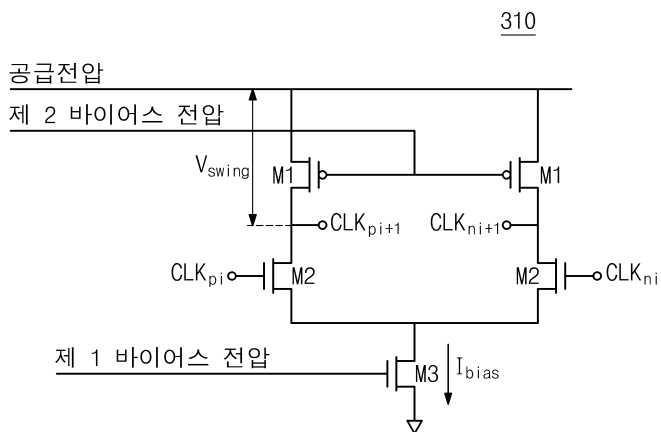 310
공급전압
제 2 바이어스 전압
V_swing
M1
M1
CLK_pi+1
CLK_ni+1
CLK_pi
M2
M2
CLK_ni
제 1 바이어스 전압
M3
I_bias